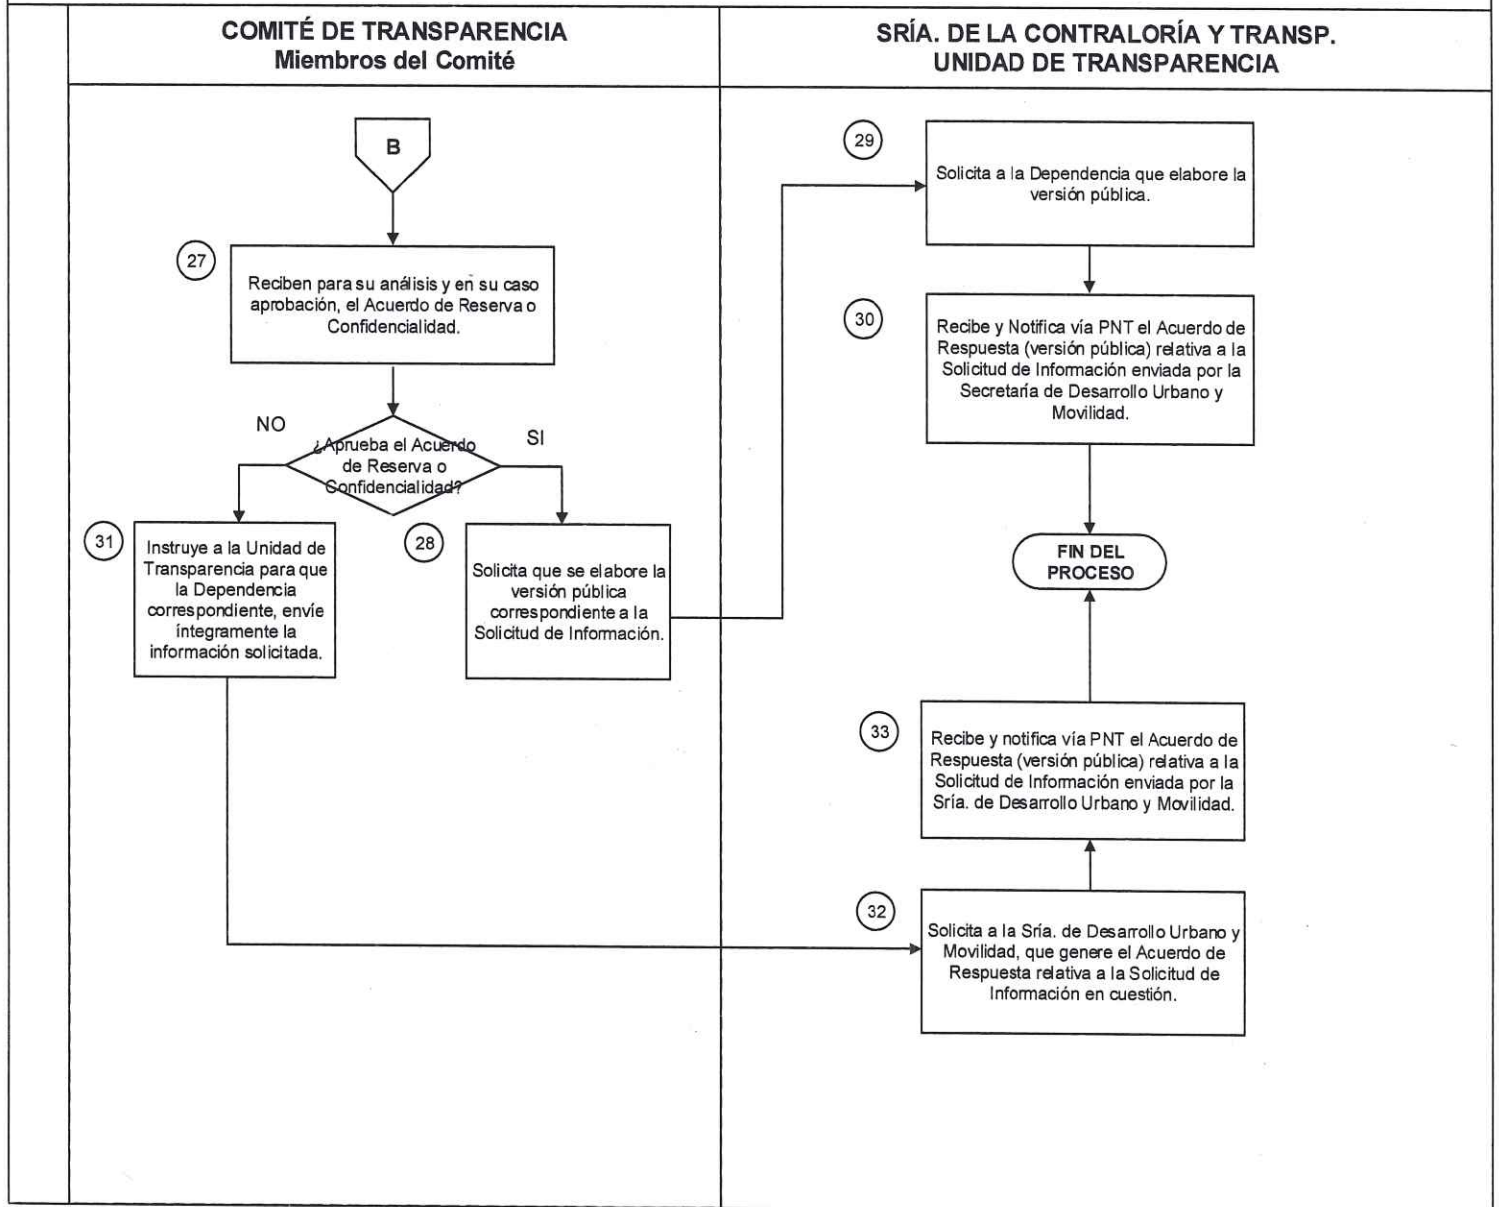 COMITÉ DE TRANSPARENCIA
Miembros del Comité
SRÍA. DE LA CONTRALORÍA Y TRANSP.
UNIDAD DE TRANSPARENCIA
B
27
Reciben para su análisis y en su caso
aprobación, el Acuerdo de Reserva o
Confidencialidad.
NO
SI
¿Aprueba el Acuerdo
de Reserva o
Confidencialidad?
31
Instruye a la Unidad de
Transparencia para que
la Dependencia
correspondiente, envíe
íntegramente la
información solicitada.
28
Solicita que se elabore la
versión pública
correspondiente a la
Solicitud de Información.
29
Solicita a la Dependencia que elabore la
versión pública.
30
Recibe y Notifica vía PNT el Acuerdo de
Respuesta (versión pública) relativa a la
Solicitud de Información enviada por la
Secretaría de Desarrollo Urbano y
Movilidad.
FIN DEL
PROCESO
33
Recibe y notifica vía PNT el Acuerdo de
Respuesta (versión pública) relativa a la
Solicitud de Información enviada por la
Sría. de Desarrollo Urbano y Movilidad.
32
Solicita a la Sría. de Desarrollo Urbano y
Movilidad, que genere el Acuerdo de
Respuesta relativa a la Solicitud de
Información en cuestión.